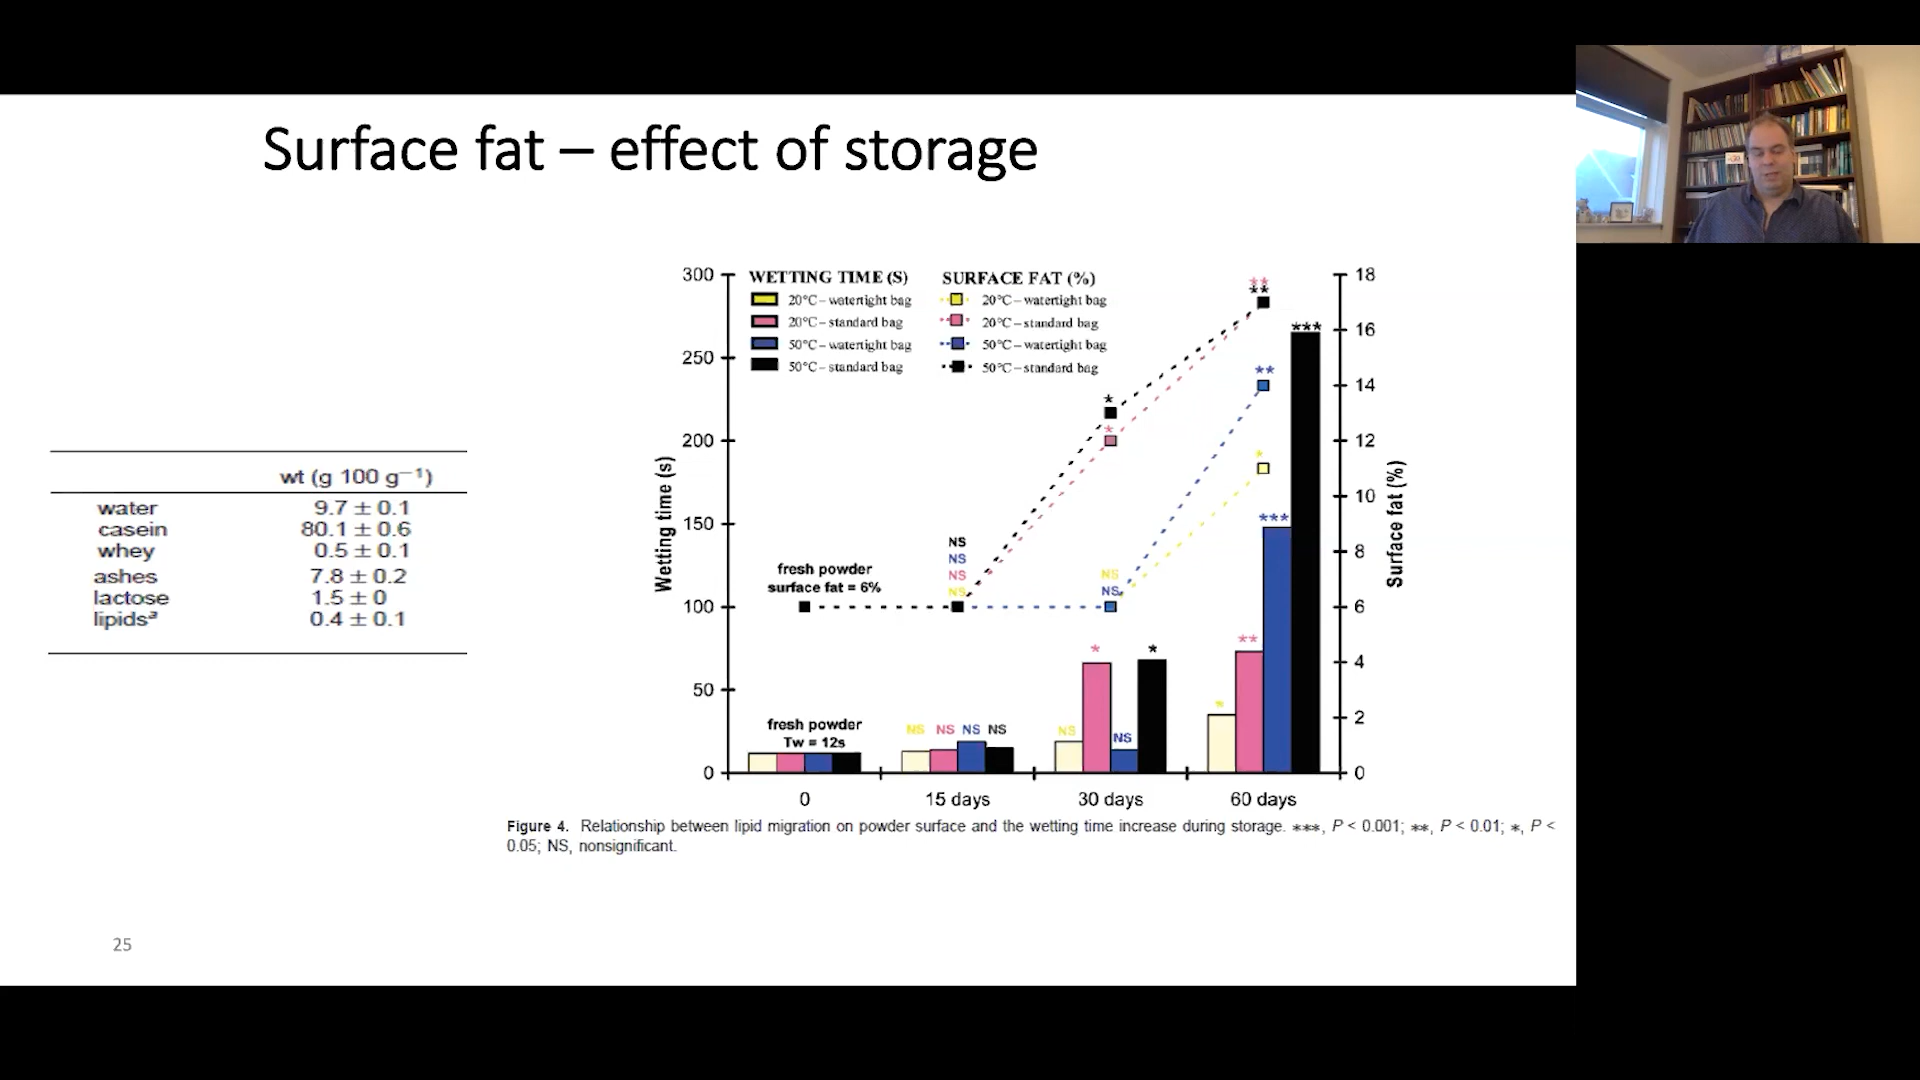 Surface fat – effect of storage
wt (g 100 g⁻¹)
water 9.7 ± 0.1
casein 80.1 ± 0.6
whey 0.5 ± 0.1
ashes 7.8 ± 0.2
lactose 1.5 ± 0
lipidsᵃ 0.4 ± 0.1
WETTING TIME (S)
20°C – watertight bag
20°C – standard bag
50°C – watertight bag
50°C – standard bag
SURFACE FAT (%)
20°C – watertight bag
20°C – standard bag
50°C – watertight bag
50°C – standard bag
Wetting time (s)
300
250
200
150
100
50
0
Surface fat (%)
18
16
14
12
10
8
6
4
2
0
fresh powder
surface fat = 6%
NS
NS
NS
NS
*
*
NS
NS
**
**
**
*
fresh powder
Tw = 12s
NS NS NS NS
NS * NS *
* ** *** ***
0 15 days 30 days 60 days
Figure 4. Relationship between lipid migration on powder surface and the wetting time increase during storage. ***, P < 0.001; **, P < 0.01; *, P <
0.05; NS, nonsignificant.
25